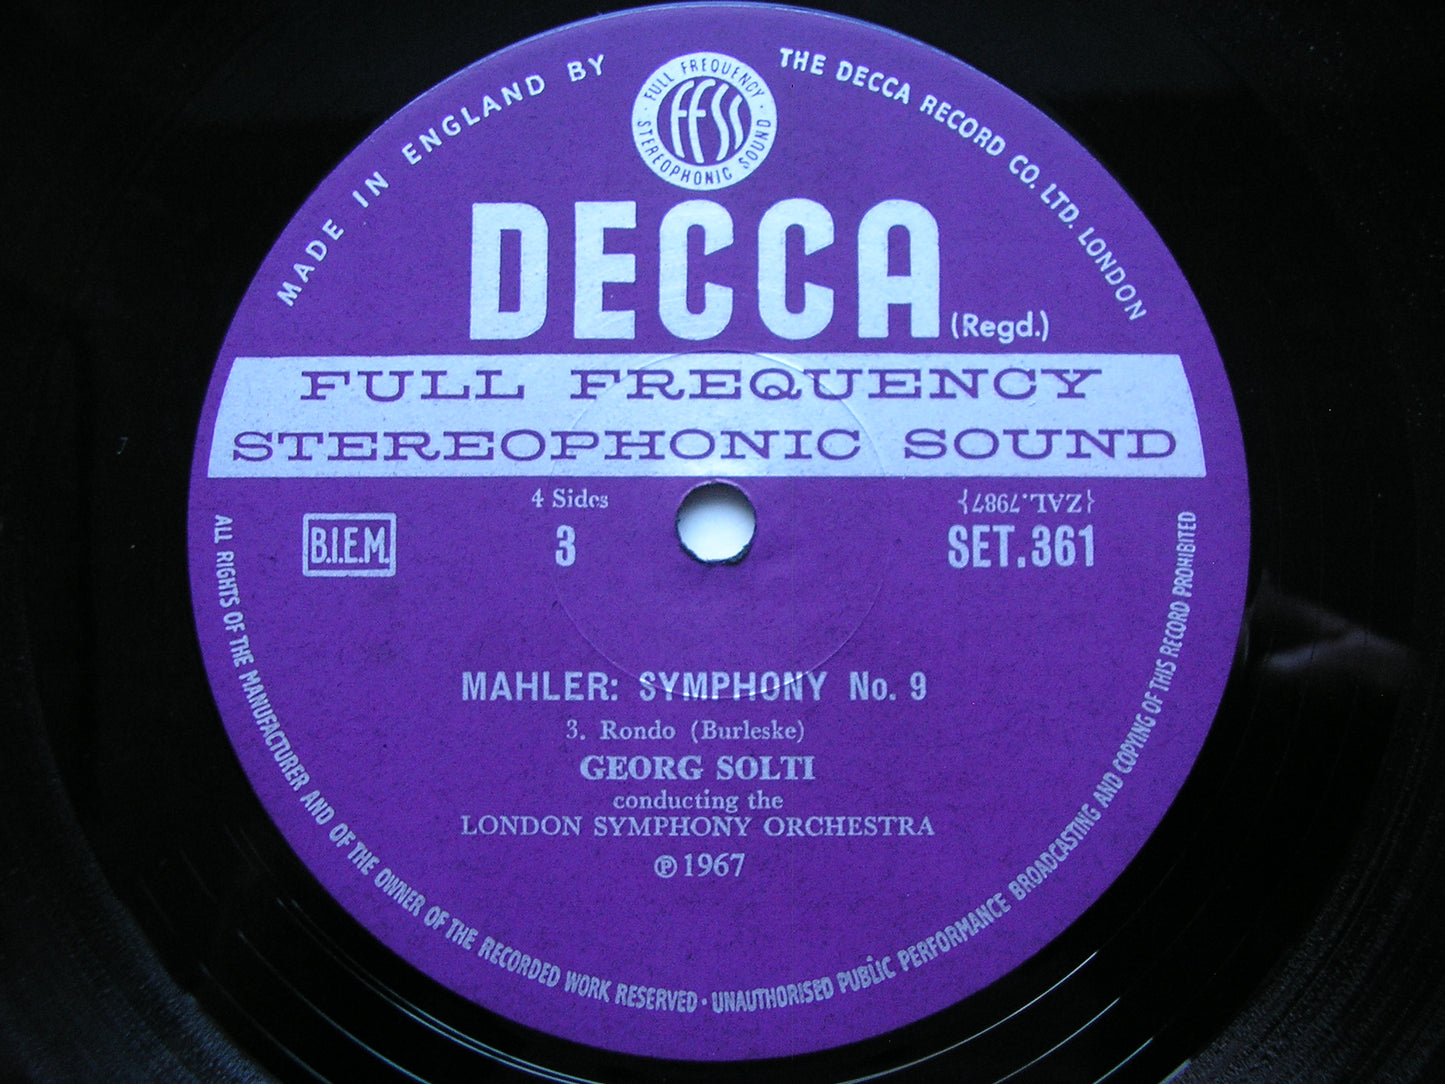 MADE IN ENGLAND BY THE DECCA RECORD CO. LTD. LONDON
FULL FREQUENCY
FFSS
STEREOPHONIC SOUND
DECCA (Regd.)
FULL FREQUENCY
STEREOPHONIC SOUND
4 Sides
{ZAL.7987}
B.I.E.M.
3
SET.361
MAHLER: SYMPHONY No. 9
3. Rondo (Burleske)
GEORG SOLTI
conducting the
LONDON SYMPHONY ORCHESTRA
℗1967
ALL RIGHTS OF THE MANUFACTURER AND OF THE OWNER OF THE RECORDED WORK RESERVED · UNAUTHORISED PUBLIC PERFORMANCE BROADCASTING AND COPYING OF THIS RECORD PROHIBITED